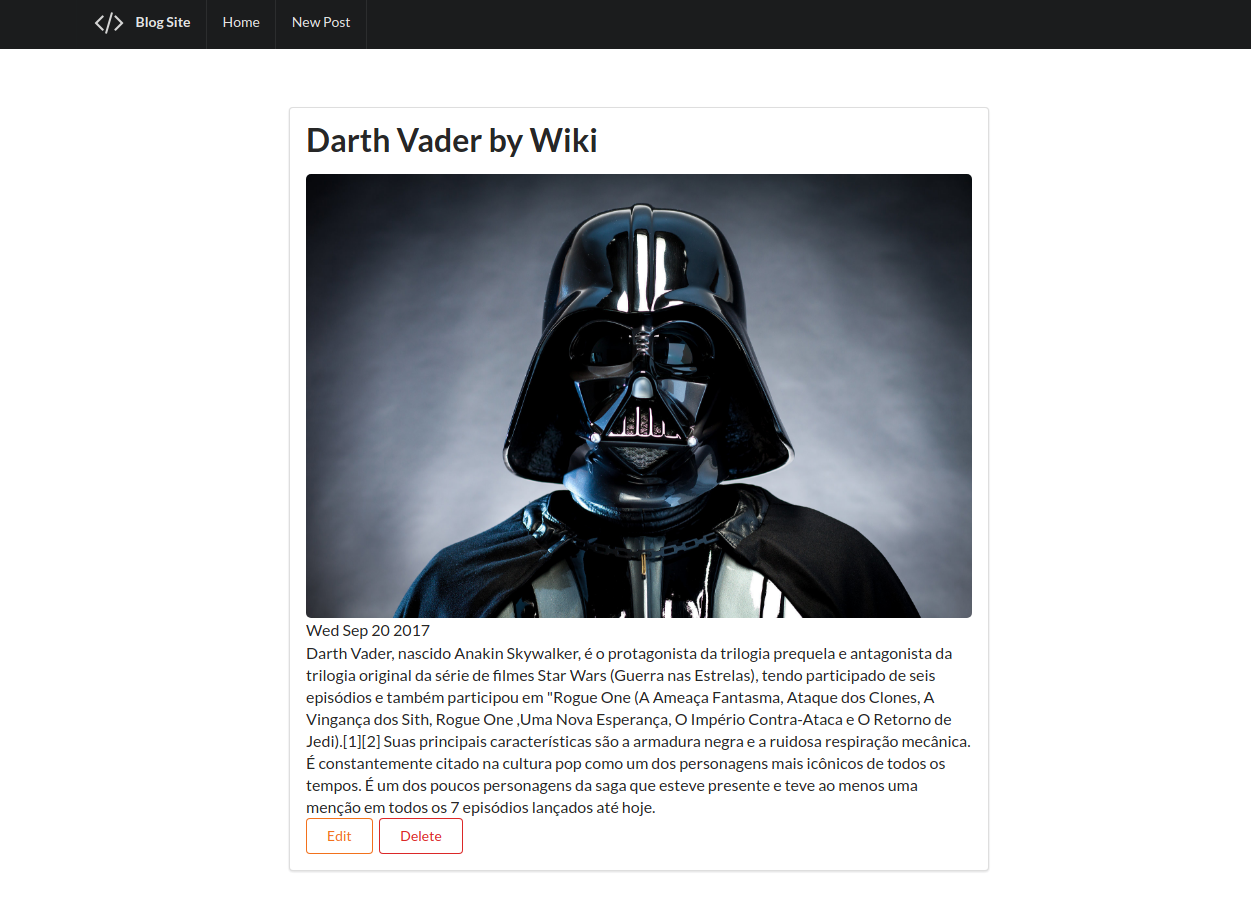 </> Blog Site Home New Post
Darth Vader by Wiki
Wed Sep 20 2017
Darth Vader, nascido Anakin Skywalker, é o protagonista da trilogia prequela e antagonista da
trilogia original da série de filmes Star Wars (Guerra nas Estrelas), tendo participado de seis
episódios e também participou em "Rogue One (A Ameaça Fantasma, Ataque dos Clones, A
Vingança dos Sith, Rogue One ,Uma Nova Esperança, O Império Contra-Ataca e O Retorno de
Jedi).[1][2] Suas principais características são a armadura negra e a ruidosa respiração mecânica.
É constantemente citado na cultura pop como um dos personagens mais icônicos de todos os
tempos. É um dos poucos personagens da saga que esteve presente e teve ao menos uma
menção em todos os 7 episódios lançados até hoje.
Edit Delete